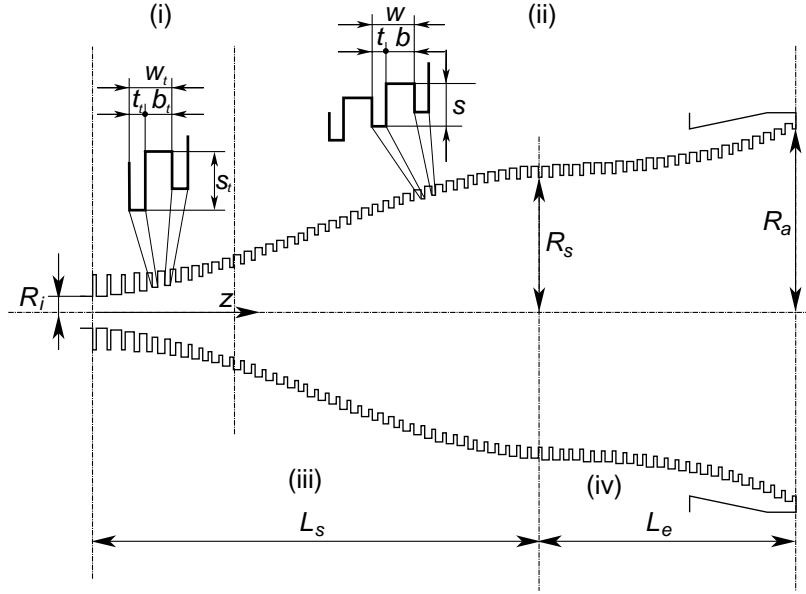 (i)
(ii)
w_t
t_t b_t
s_t
w
t b
s
R_i
z
R_s
R_a
(iii)
(iv)
L_s
L_e